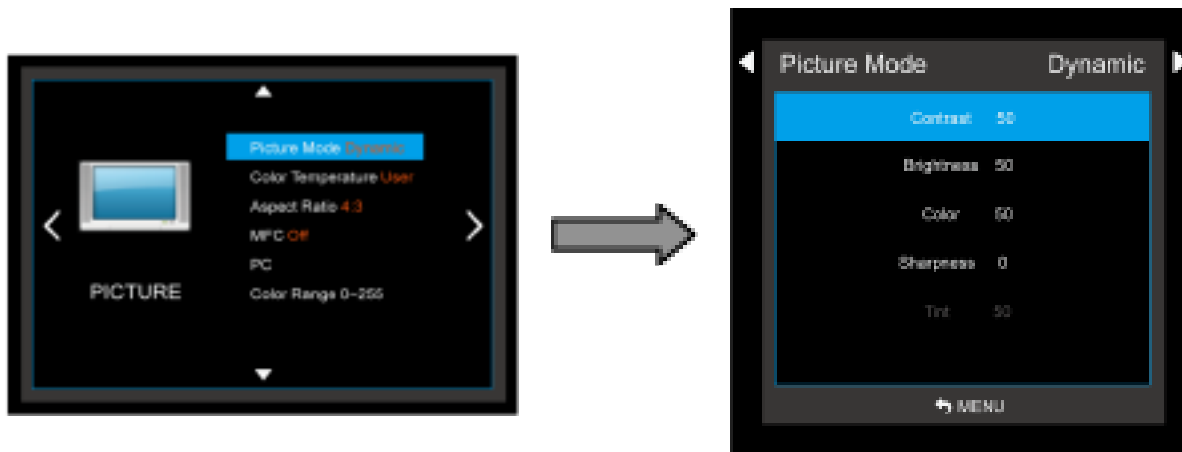 Picture Mode Dynamic
Color Temperature User
Aspect Ratio 4:3
MFC Off
PC
Color Range 0~255
PICTURE
Picture Mode Dynamic
Contrast 50
Brightness 50
Color 50
Sharpness 0
Tint 50
MENU